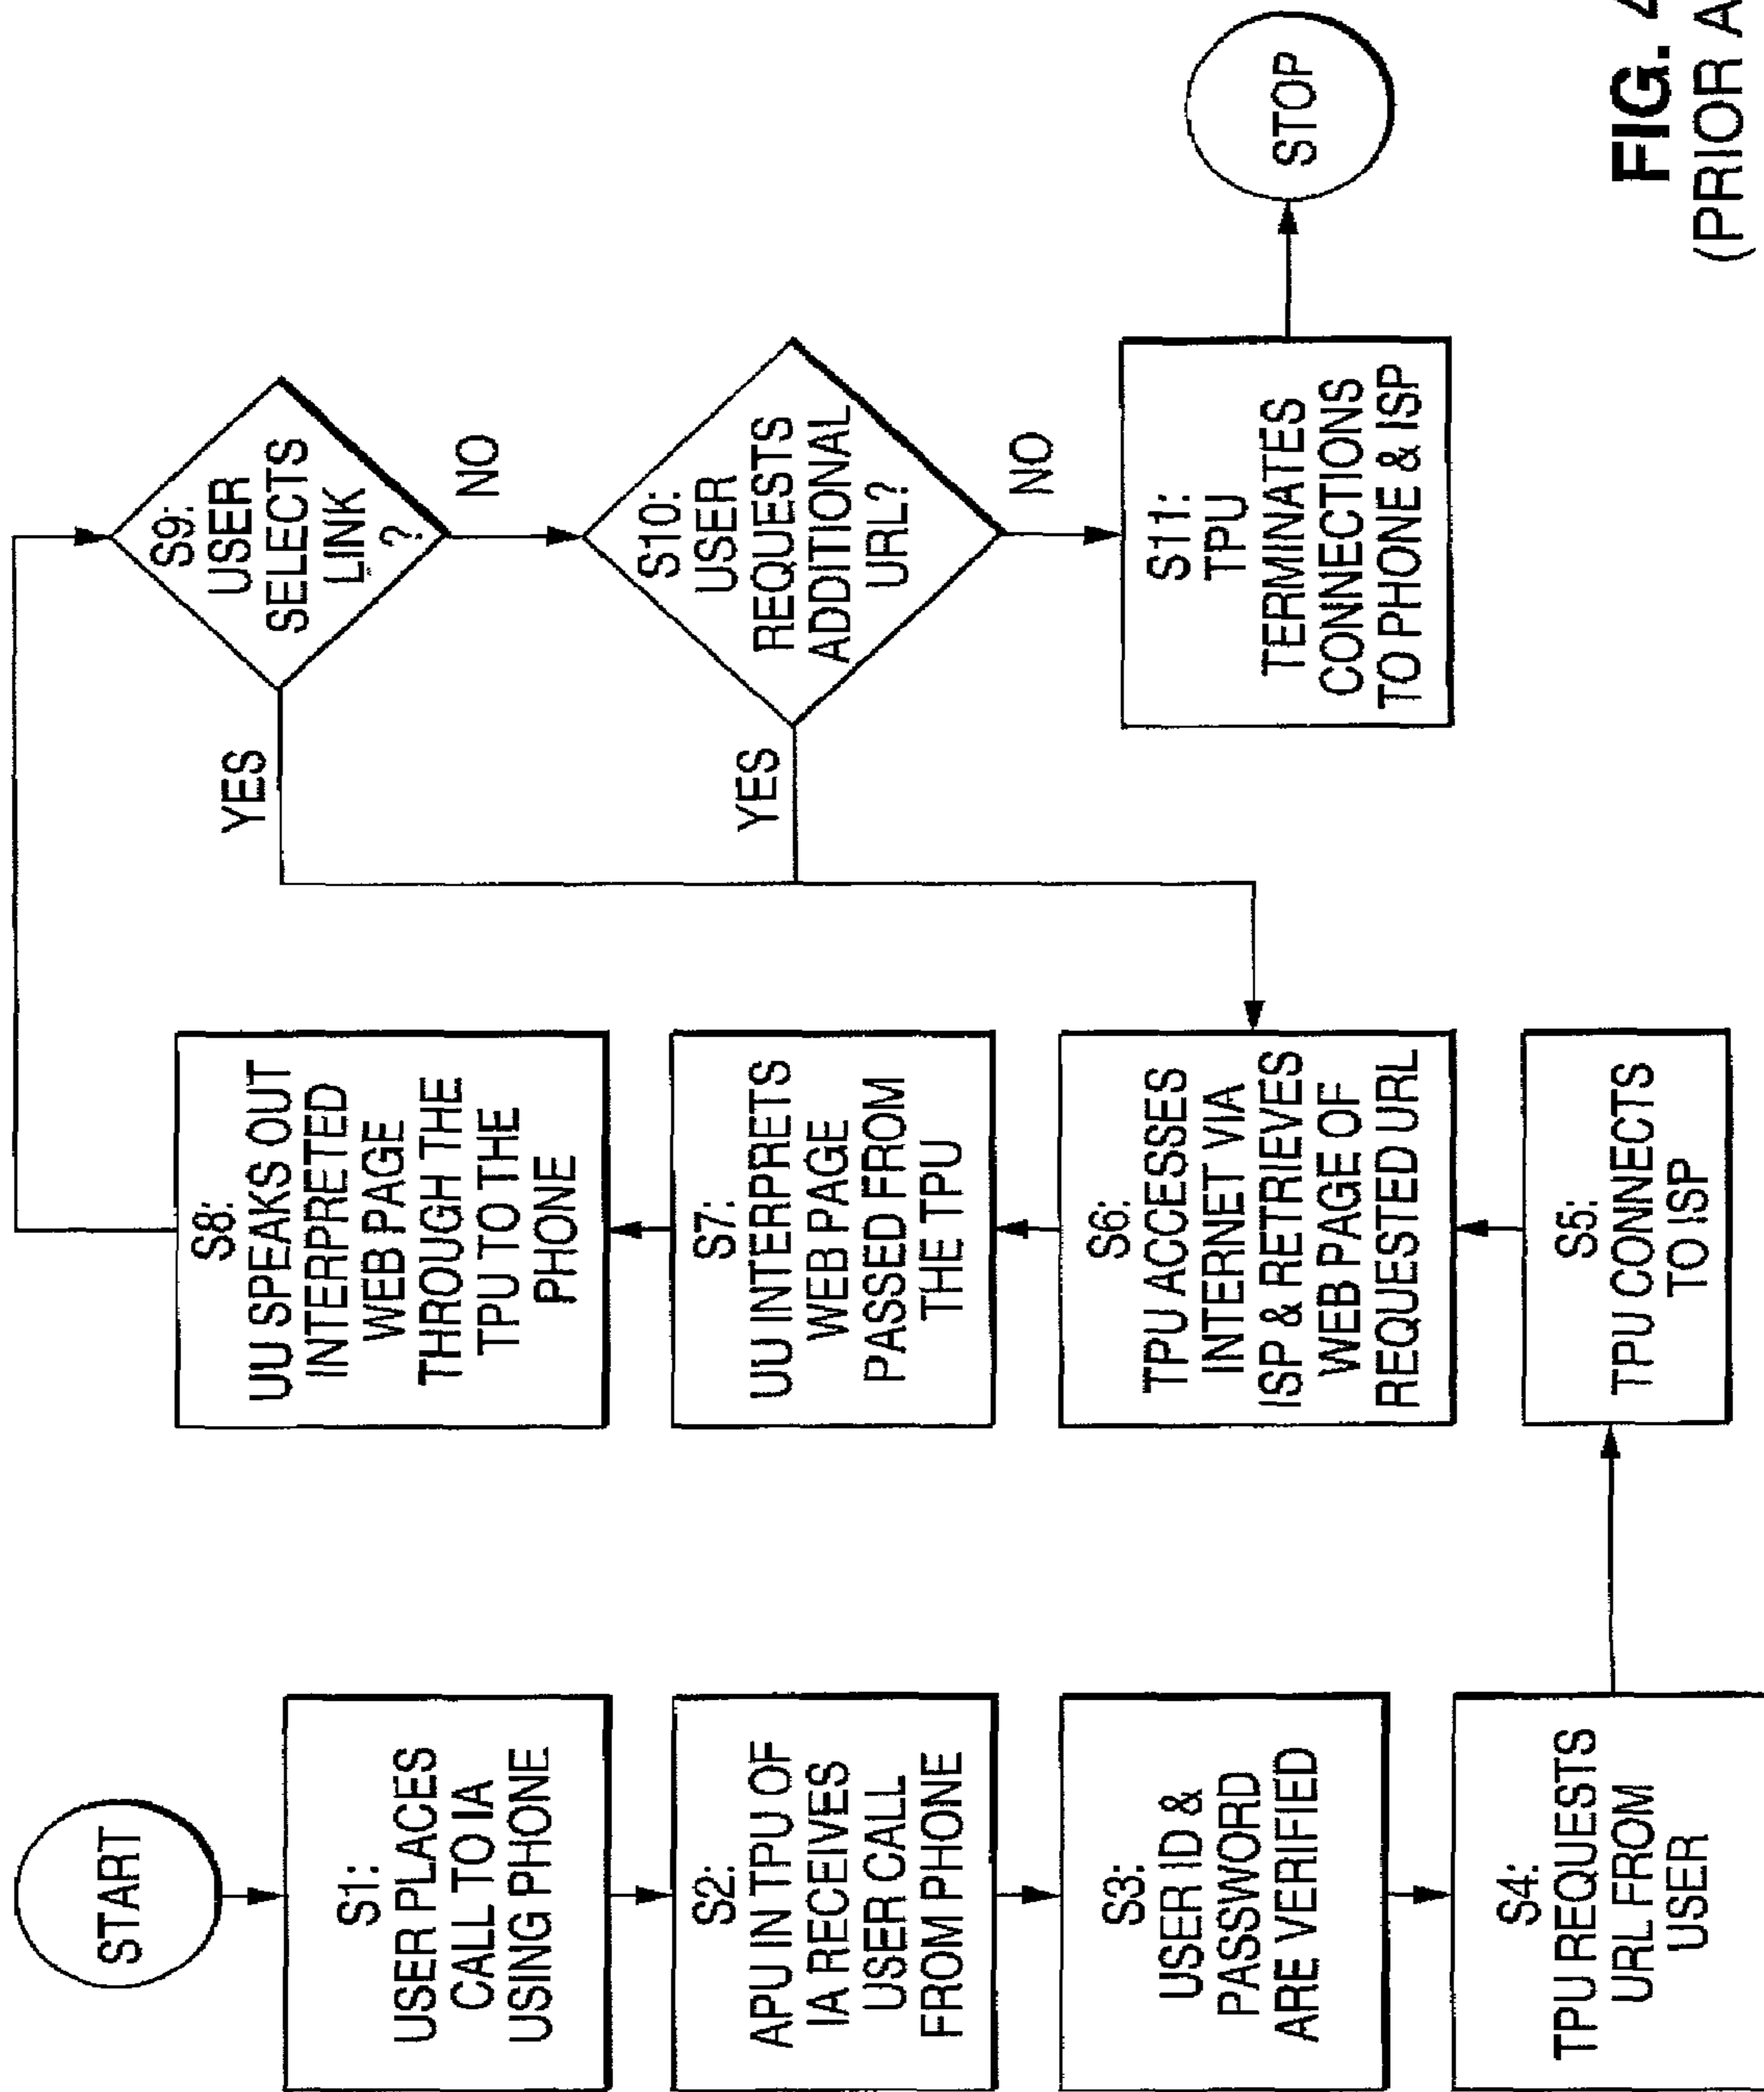 START
S1:
USER PLACES
CALL TO IA
USING PHONE
S2:
APU IN TPU OF
IA RECEIVES
USER CALL
FROM PHONE
S3:
USER ID &
PASSWORD
ARE VERIFIED
S4:
TPU REQUESTS
URL FROM
USER
S5:
TPU CONNECTS
TO ISP
S6:
TPU ACCESSES
INTERNET VIA
ISP & RETRIEVES
WEB PAGE OF
REQUESTED URL
S7:
UU INTERPRETS
WEB PAGE
PASSED FROM
THE TPU
S8:
UU SPEAKS OUT
INTERPRETED
WEB PAGE
THROUGH THE
TPU TO THE
PHONE
S9:
USER
SELECTS
LINK
?
YES
NO
S10:
USER
REQUESTS
ADDITIONAL
URL?
YES
NO
S11:
TPU
TERMINATES
CONNECTIONS
TO PHONE & ISP
STOP
FIG. 4
(PRIOR A